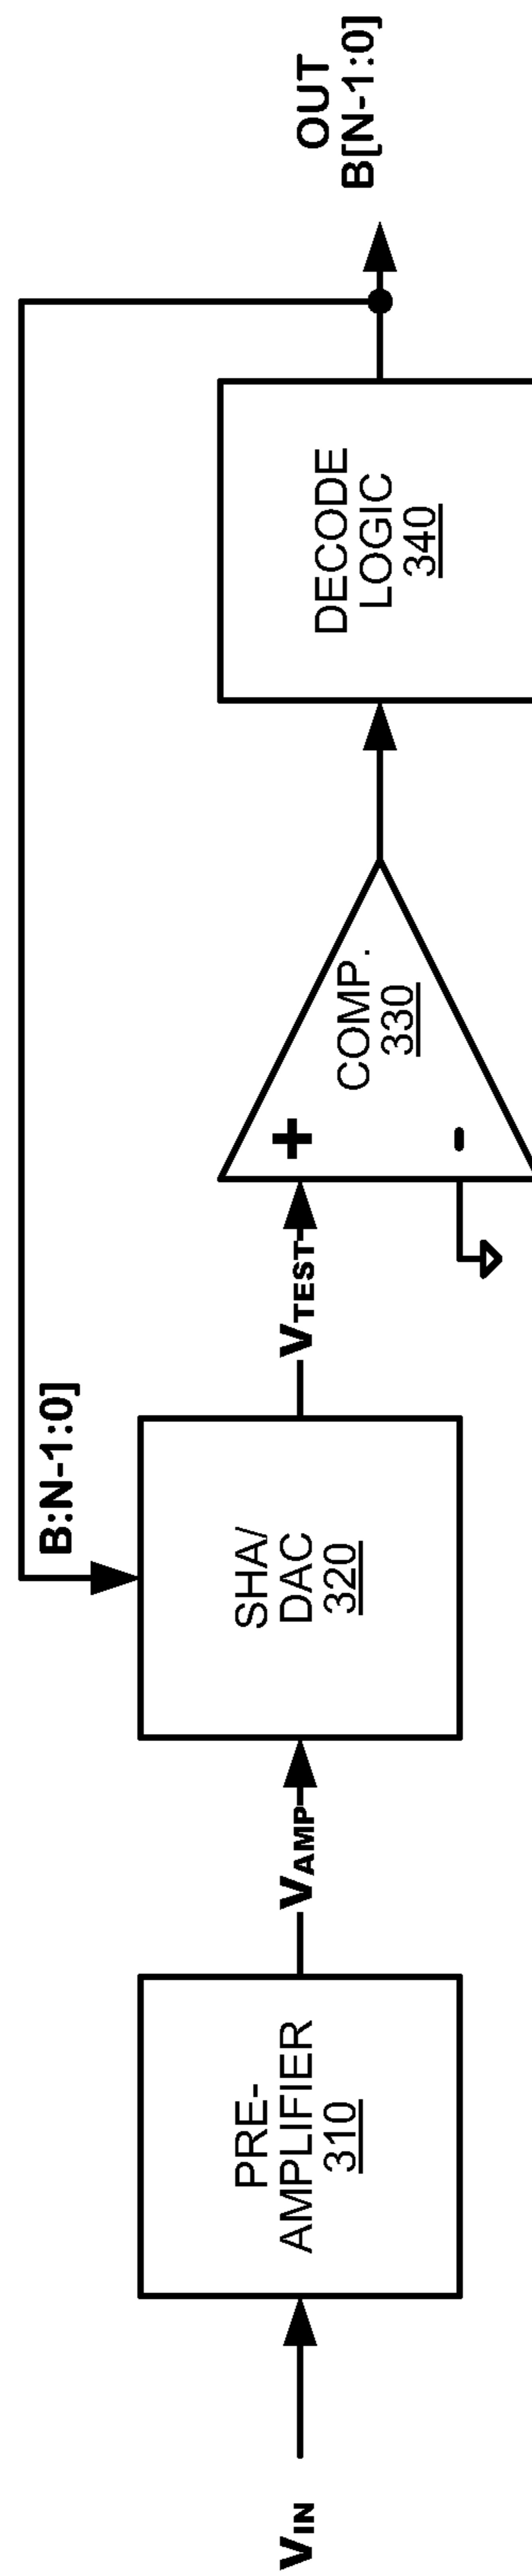 VIN
PRE-
AMPLIFIER
310
VAMP
SHA/
DAC
320
B:N-1:0]
VTEST
+
-
COMP.
330
DECODE
LOGIC
340
OUT
B[N-1:0]